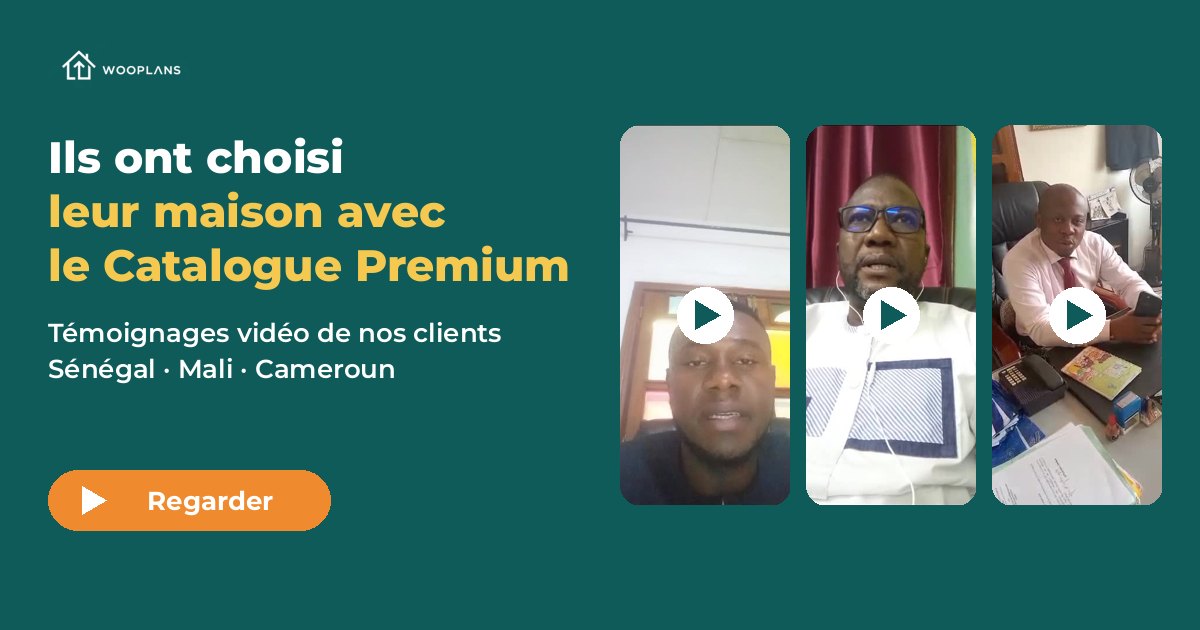 WOOPLANS
Ils ont choisi
leur maison avec
le Catalogue Premium
Témoignages vidéo de nos clients
Sénégal · Mali · Cameroun
Regarder